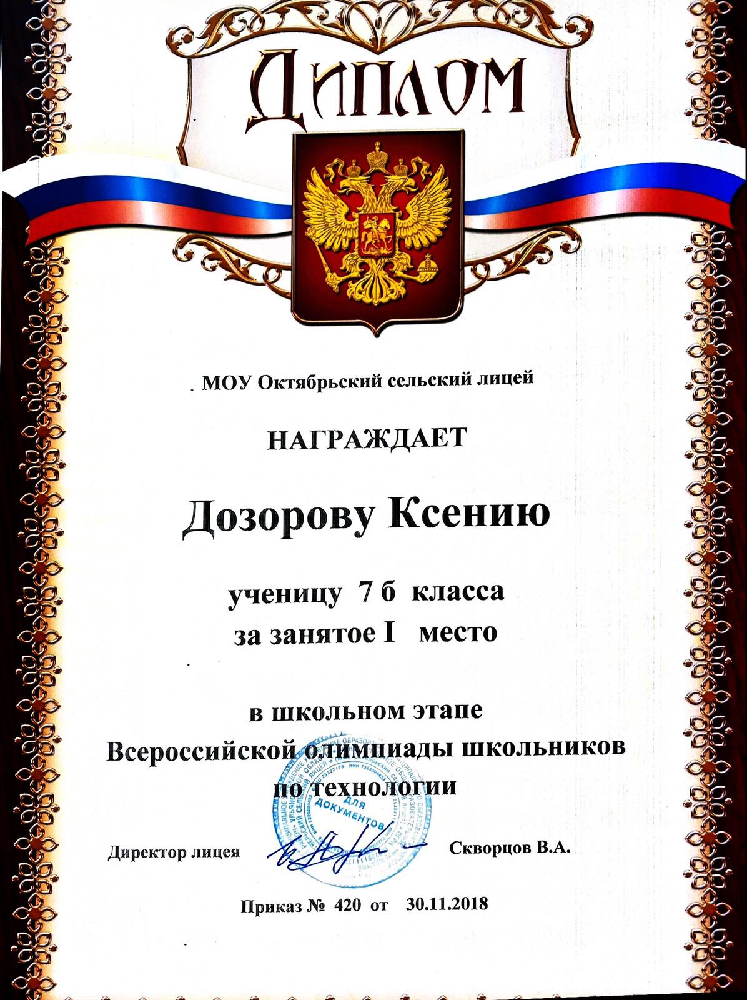 Диплом
МОУ Октябрьский сельский лицей
НАГРАЖДАЕТ
Дозорову Ксению
ученицу 7 б класса
за занятое I место
в школьном этапе
Всероссийской олимпиады школьников
по технологии
ДЛЯ
ДОКУМЕНТОВ
Директор лицея Скворцов В.А.
Приказ № 420 от 30.11.2018